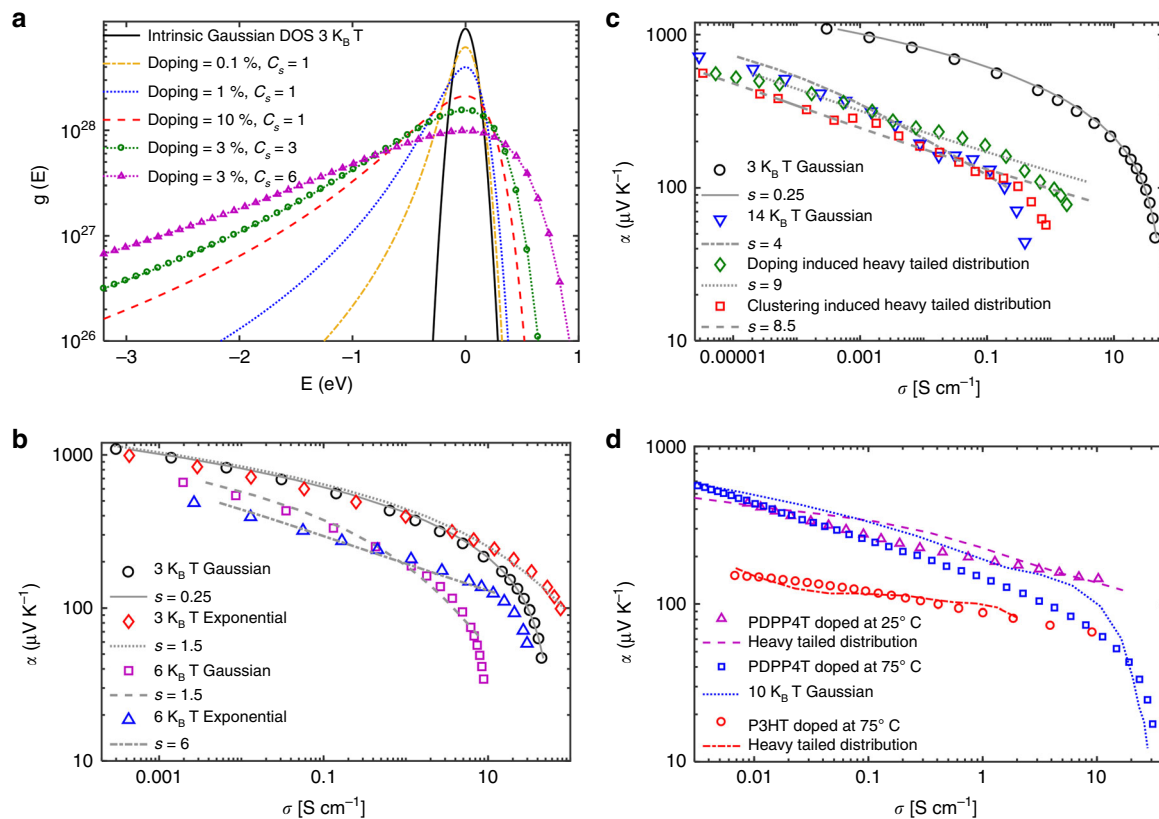 a
g (E)
10^28
10^27
10^26
Intrinsic Gaussian DOS 3 K_B T
Doping = 0.1 %, C_s = 1
Doping = 1 %, C_s = 1
Doping = 10 %, C_s = 1
Doping = 3 %, C_s = 3
Doping = 3 %, C_s = 6
−3 −2 −1 0 1
E (eV)
b
α (μV K^−1)
1000
100
10
3 K_B T Gaussian
s = 0.25
3 K_B T Exponential
s = 1.5
6 K_B T Gaussian
s = 1.5
6 K_B T Exponential
s = 6
0.001 0.1 10
σ [S cm^−1]
c
α (μV K^−1)
1000
100
10
3 K_B T Gaussian
s = 0.25
14 K_B T Gaussian
s = 4
Doping induced heavy tailed distribution
s = 9
Clustering induced heavy tailed distribution
s = 8.5
0.00001 0.001 0.1 10
σ [S cm^−1]
d
α (μV K^−1)
1000
100
10
PDPP4T doped at 25° C
Heavy tailed distribution
PDPP4T doped at 75° C
10 K_B T Gaussian
P3HT doped at 75° C
Heavy tailed distribution
0.01 0.1 1 10
σ [S cm^−1]